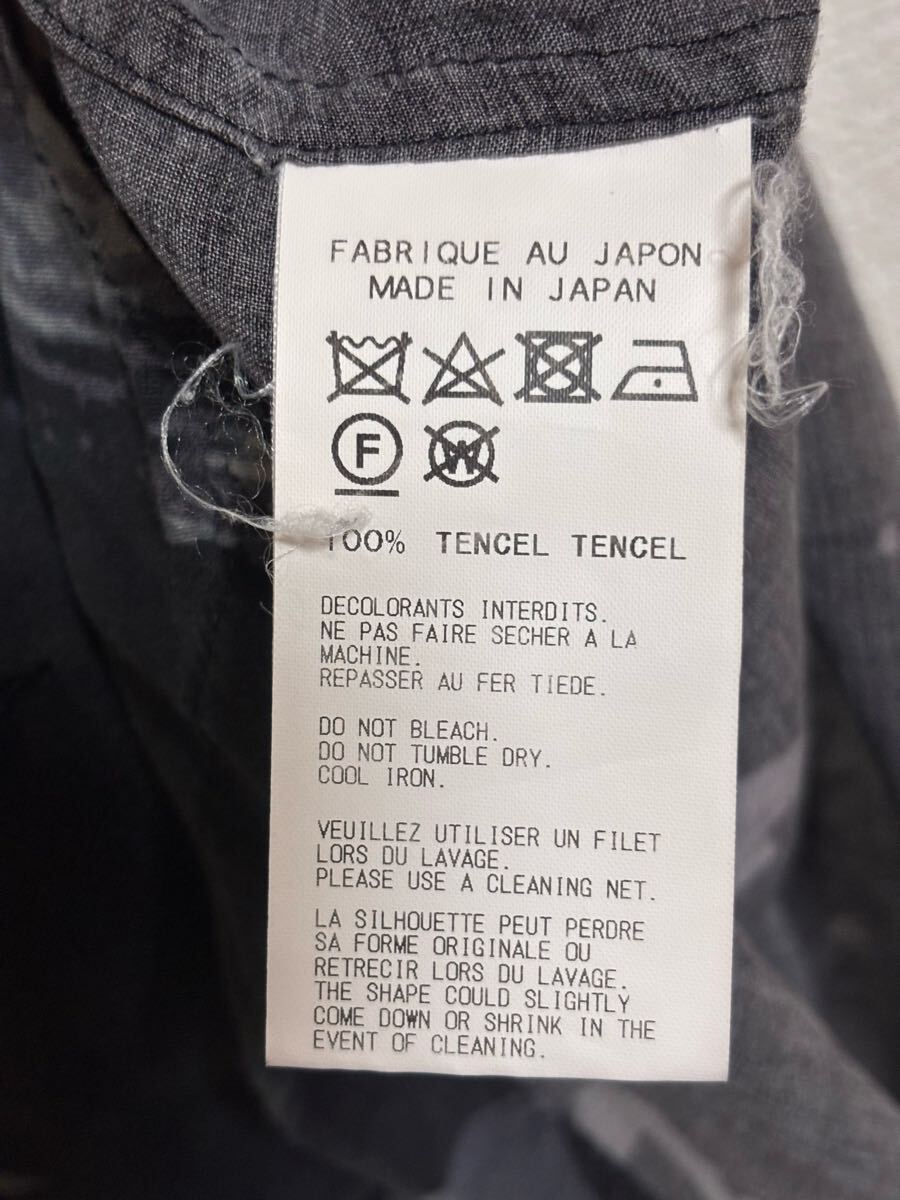 FABRIQUE AU JAPON
MADE IN JAPAN
F W
100% TENCEL TENCEL
DECOLORANTS INTERDITS.
NE PAS FAIRE SECHER A LA
MACHINE.
REPASSER AU FER TIEDE.
DO NOT BLEACH.
DO NOT TUMBLE DRY.
COOL IRON.
VEUILLEZ UTILISER UN FILET
LORS DU LAVAGE.
PLEASE USE A CLEANING NET.
LA SILHOUETTE PEUT PERDRE
SA FORME ORIGINALE OU
RETRECIR LORS DU LAVAGE.
THE SHAPE COULD SLIGHTLY
COME DOWN OR SHRINK IN THE
EVENT OF CLEANING.